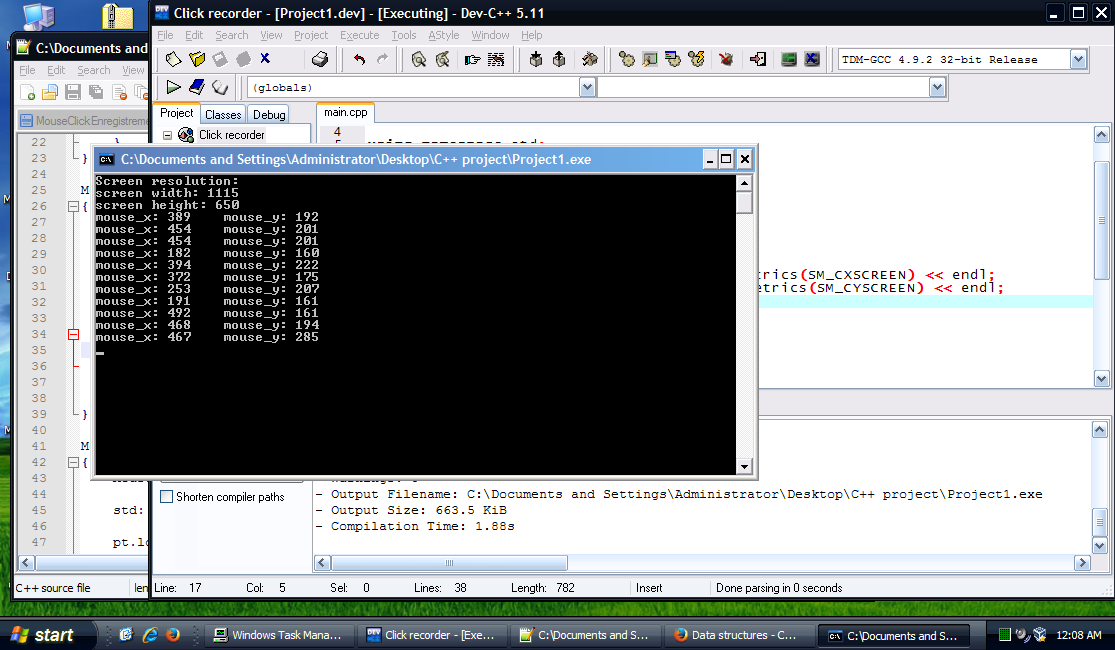 Click recorder - [Project1.dev] - [Executing] - Dev-C++ 5.11
C:\Documents and
File Edit Search View Project Execute Tools AStyle Window Help
File Edit Search View
TDM-GCC 4.9.2 32-bit Release
(globals)
MouseClickEnregistreme
Project Classes Debug
main.cpp
Click recorder
4
22
23 }
24
25 M
26 {
27
28
29
30
31
32
33
34
35
36
37
38
39 }
40
41 M
42 {
43
44
45 std:
46
47 pt.lo
C:\Documents and Settings\Administrator\Desktop\C++ project\Project1.exe
Screen resolution:
screen width: 1115
screen height: 650
mouse_x: 389 mouse_y: 192
mouse_x: 454 mouse_y: 201
mouse_x: 454 mouse_y: 201
mouse_x: 182 mouse_y: 160
mouse_x: 394 mouse_y: 222
mouse_x: 372 mouse_y: 175
mouse_x: 253 mouse_y: 207
mouse_x: 191 mouse_y: 161
mouse_x: 492 mouse_y: 161
mouse_x: 468 mouse_y: 194
mouse_x: 467 mouse_y: 285
trics(SM_CXSCREEN) << endl;
etrics(SM_CYSCREEN) << endl;
Shorten compiler paths
- Output Filename: C:\Documents and Settings\Administrator\Desktop\C++ project\Project1.exe
- Output Size: 663.5 KiB
- Compilation Time: 1.88s
C++ source file len
Line: 17 Col: 5 Sel: 0 Lines: 38 Length: 782 Insert Done parsing in 0 seconds
start
Windows Task Mana...
Click recorder - [Exe...
C:\Documents and S...
Data structures - C...
C:\Documents and S...
12:08 AM